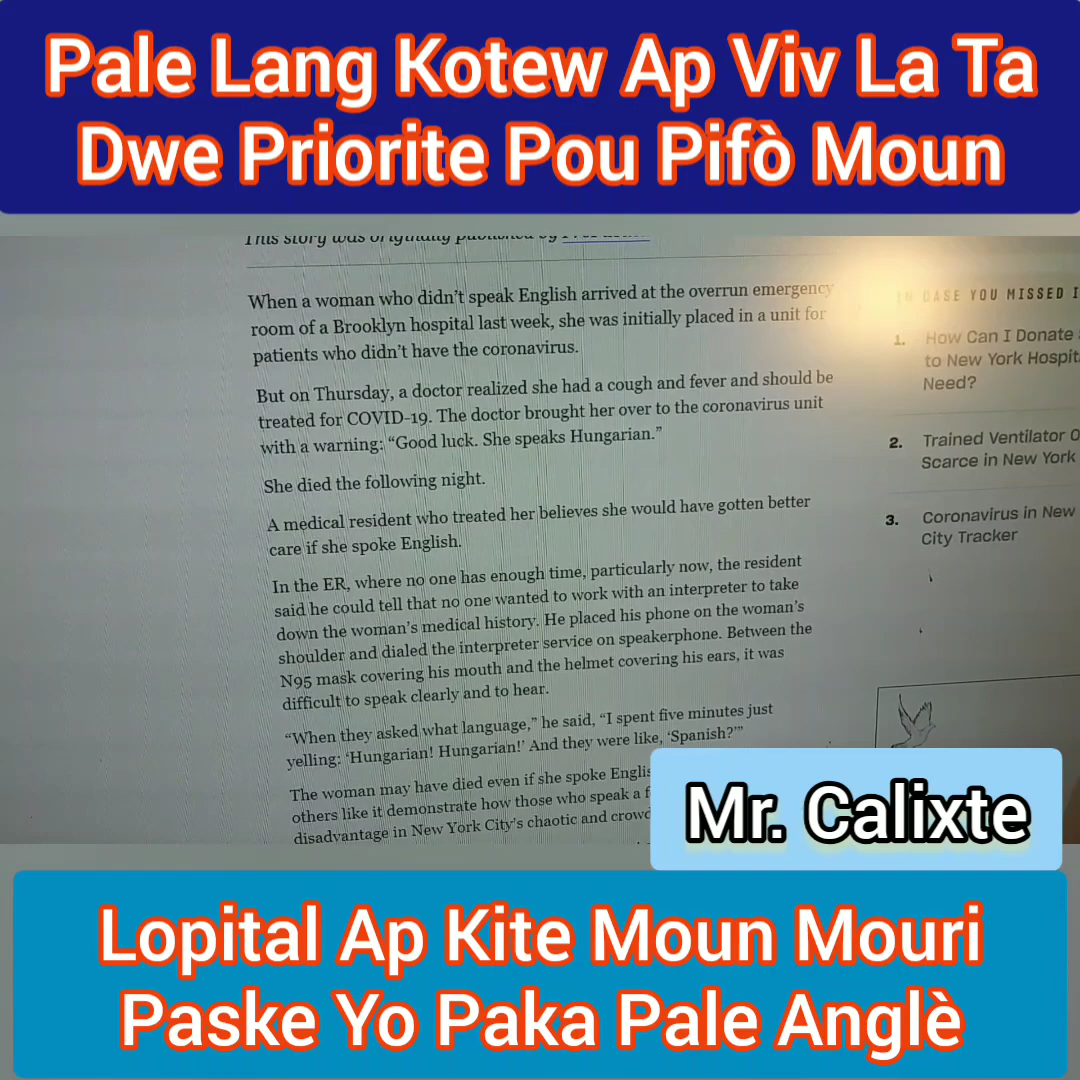 Pale Lang Kotew Ap Viv La Ta
Dwe Priorite Pou Pifò Moun
This story was originally published by
When a woman who didn't speak English arrived at the overrun emergency
room of a Brooklyn hospital last week, she was initially placed in a unit for
patients who didn't have the coronavirus.
But on Thursday, a doctor realized she had a cough and fever and should be
treated for COVID-19. The doctor brought her over to the coronavirus unit
with a warning: “Good luck. She speaks Hungarian.”
She died the following night.
A medical resident who treated her believes she would have gotten better
care if she spoke English.
In the ER, where no one has enough time, particularly now, the resident
said he could tell that no one wanted to work with an interpreter to take
down the woman's medical history. He placed his phone on the woman's
shoulder and dialed the interpreter service on speakerphone. Between the
N95 mask covering his mouth and the helmet covering his ears, it was
difficult to speak clearly and to hear.
“When they asked what language,” he said, “I spent five minutes just
yelling: ‘Hungarian! Hungarian!’ And they were like, ‘Spanish?’”
The woman may have died even if she spoke Englis
others like it demonstrate how those who speak a f
disadvantage in New York City's chaotic and crowd
IN CASE YOU MISSED I
1. How Can I Donate
to New York Hospit
Need?
2. Trained Ventilator O
Scarce in New York
3. Coronavirus in New
City Tracker
Mr. Calixte
Lopital Ap Kite Moun Mouri
Paske Yo Paka Pale Anglè